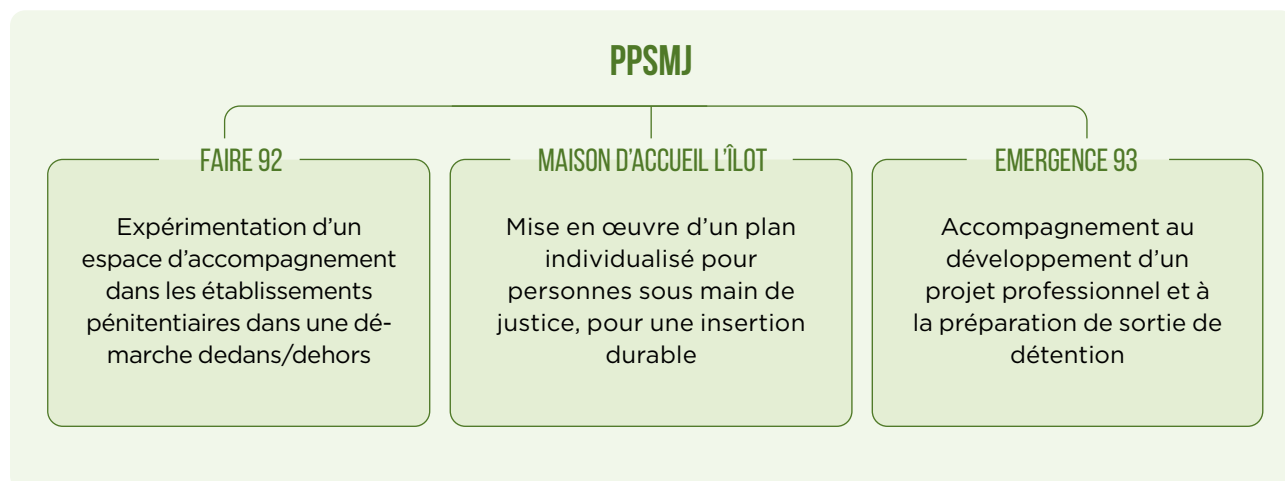 PPSMJ
FAIRE 92
Expérimentation d’un
espace d’accompagnement
dans les établissements
pénitentiaires dans une dé-
marche dedans/dehors
MAISON D’ACCUEIL L’ÎLOT
Mise en œuvre d’un plan
individualisé pour
personnes sous main de
justice, pour une insertion
durable
EMERGENCE 93
Accompagnement au
développement d’un
projet professionnel et à
la préparation de sortie de
détention